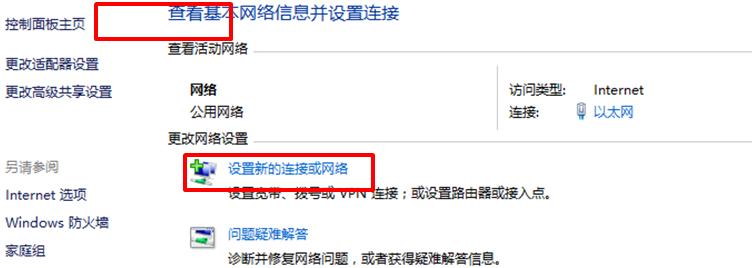 控制面板主页
更改适配器设置
更改高级共享设置
另请参阅
Internet 选项
Windows 防火墙
家庭组
查看基本网络信息并设置连接
查看活动网络
网络
公用网络
访问类型: Internet
连接: 以太网
更改网络设置
设置新的连接或网络
设置宽带、拨号或 VPN 连接；或设置路由器或接入点。
问题疑难解答
诊断并修复网络问题，或者获得疑难解答信息。